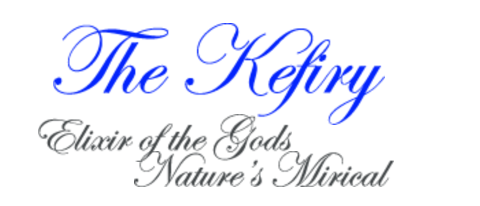 The Kefiry
Elixir of the Gods
Nature's Mirical